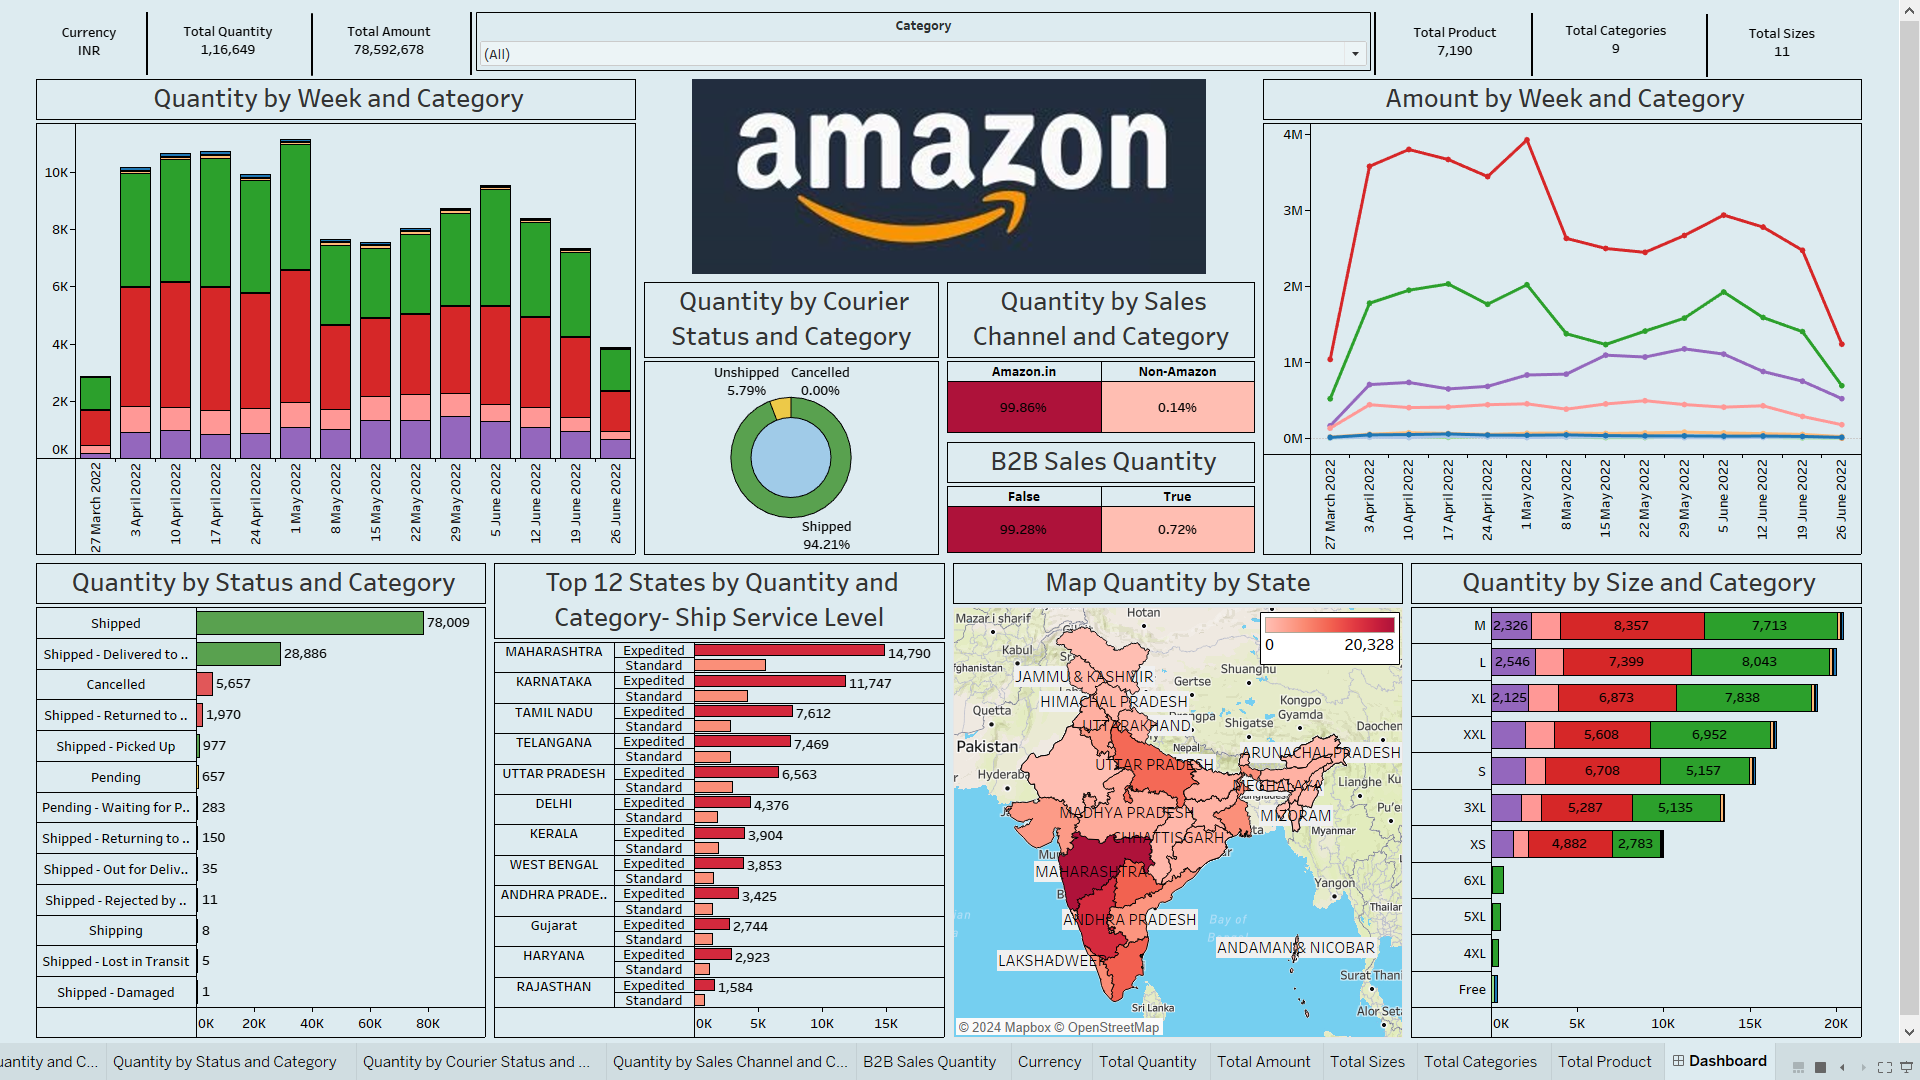 Currency
INR
Total Quantity
1,16,649
Total Amount
78,592,678
Category
(All)
Total Product
7,190
Total Categories
9
Total Sizes
11
Quantity by Week and Category
10K
8K
6K
4K
2K
0K
27 March 2022
3 April 2022
10 April 2022
17 April 2022
24 April 2022
1 May 2022
8 May 2022
15 May 2022
22 May 2022
29 May 2022
5 June 2022
12 June 2022
19 June 2022
26 June 2022
amazon
Quantity by Courier
Status and Category
Unshipped
5.79%
Cancelled
0.00%
Shipped
94.21%
Quantity by Sales
Channel and Category
Amazon.in Non-Amazon
99.86% 0.14%
B2B Sales Quantity
False True
99.28% 0.72%
Amount by Week and Category
4M
3M
2M
1M
0M
27 March 2022
3 April 2022
10 April 2022
17 April 2022
24 April 2022
1 May 2022
8 May 2022
15 May 2022
22 May 2022
29 May 2022
5 June 2022
12 June 2022
19 June 2022
26 June 2022
Quantity by Status and Category
Shipped 78,009
Shipped - Delivered to .. 28,886
Cancelled 5,657
Shipped - Returned to .. 1,970
Shipped - Picked Up 977
Pending 657
Pending - Waiting for P.. 283
Shipped - Returning to .. 150
Shipped - Out for Deliv.. 35
Shipped - Rejected by .. 11
Shipping 8
Shipped - Lost in Transit 5
Shipped - Damaged 1
0K 20K 40K 60K 80K
Top 12 States by Quantity and
Category- Ship Service Level
MAHARASHTRA Expedited 14,790
Standard
KARNATAKA Expedited 11,747
Standard
TAMIL NADU Expedited 7,612
Standard
TELANGANA Expedited 7,469
Standard
UTTAR PRADESH Expedited 6,563
Standard
DELHI Expedited 4,376
Standard
KERALA Expedited 3,904
Standard
WEST BENGAL Expedited 3,853
Standard
ANDHRA PRADE.. Expedited 3,425
Standard
Gujarat Expedited 2,744
Standard
HARYANA Expedited 2,923
Standard
RAJASTHAN Expedited 1,584
Standard
0K 5K 10K 15K
Map Quantity by State
0 20,328
Hotan
Mazar i sharif
Kabul
fghanistan
Shuanghu
JAMMU & KASHMIR
Gertse
HIMACHAL PRADESH
Quetta
Kongpo
Gyamda
Shigatse
UTTARAKHAND
Daochen
Pakistan
Nepal
ARUNACHAL PRADESH
UTTAR PRADESH
Hyderaba
Lianghe
Ku
MEGHALAYA
Pu'e
MADHYA PRADESH
MIZORAM
Myanmar
CHHATTISGARH
MAHARASHTRA
Yangon
Thailar
ANDHRA PRADESH
Bay of
ANDAMAN & NICOBAR
LAKSHADWEEP
Surat Than
Sri Lanka
Alor Set
© 2024 Mapbox © OpenStreetMap
Quantity by Size and Category
M 2,326 8,357 7,713
L 2,546 7,399 8,043
XL 2,125 6,873 7,838
XXL 5,608 6,952
S 6,708 5,157
3XL 5,287 5,135
XS 4,882 2,783
6XL
5XL
4XL
Free
0K 5K 10K 15K 20K
uantity and C... Quantity by Status and Category Quantity by Courier Status and ... Quantity by Sales Channel and C... B2B Sales Quantity Currency Total Quantity Total Amount Total Sizes Total Categories Total Product Dashboard